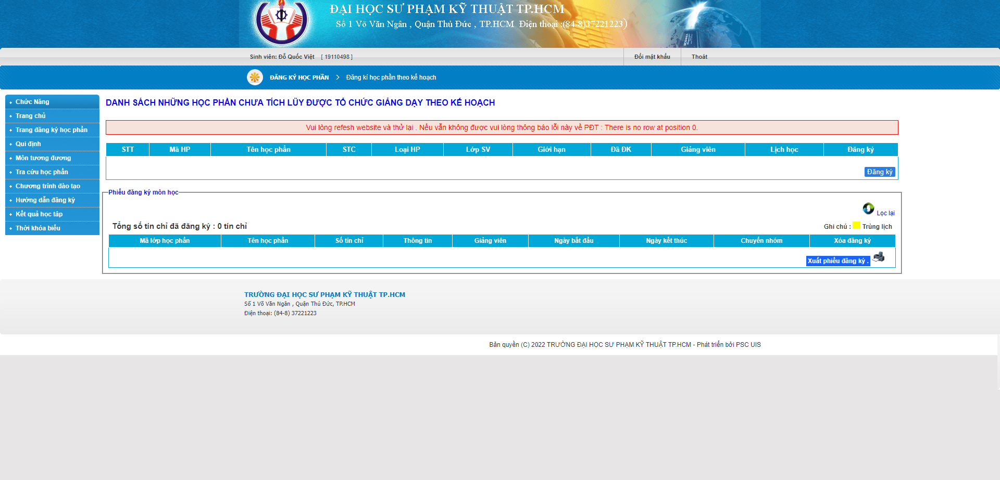 ĐẠI HỌC SƯ PHẠM KỸ THUẬT TP.HCM
Số 1 Võ Văn Ngân , Quận Thủ Đức , TP.HCM Điện thoại :(84-8)37221223)
Sinh viên: Đỗ Quốc Việt [ 19110498 ]
Đổi mật khẩu
Thoát
ĐĂNG KÝ HỌC PHẦN > Đăng kí học phần theo kế hoạch
Chức Năng
Trang chủ
Trang đăng ký học phần
Qui định
Môn tương đương
Tra cứu học phần
Chương trình đào tạo
Hướng dẫn đăng ký
Kết quả học tập
Thời khóa biểu
DANH SÁCH NHỮNG HỌC PHẦN CHƯA TÍCH LŨY ĐƯỢC TỔ CHỨC GIẢNG DẠY THEO KẾ HOẠCH
Vui lòng refesh website và thử lại . Nếu vẫn không được vui lòng thông báo lỗi này về PĐT : There is no row at position 0.
STT Mã HP Tên học phần STC Loại HP Lớp SV Giới hạn Đã ĐK Giảng viên Lịch học Đăng ký
Đăng ký
Phiếu đăng ký môn học
Lọc lại
Tổng số tín chỉ đã đăng ký : 0 tín chỉ
Ghi chú : Trùng lịch
Mã lớp học phần Tên học phần Số tín chỉ Thông tin Giảng viên Ngày bắt đầu Ngày kết thúc Chuyển nhóm Xóa đăng ký
Xuất phiếu đăng ký .
TRƯỜNG ĐẠI HỌC SƯ PHẠM KỸ THUẬT TP.HCM
Số 1 Võ Văn Ngân , Quận Thủ Đức, TP.HCM
Điện thoại: (84-8) 37221223
Bản quyền (C) 2022 TRƯỜNG ĐẠI HỌC SƯ PHẠM KỸ THUẬT TP.HCM - Phát triển bởi PSC UIS